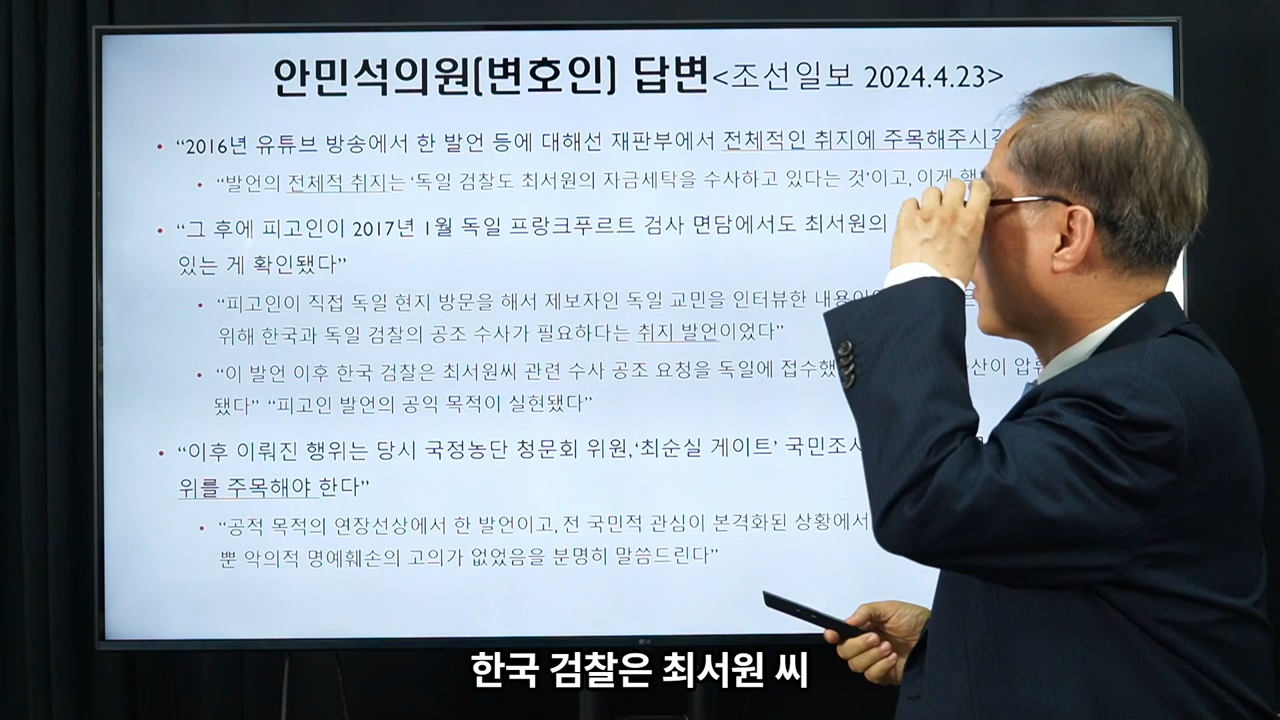 안민석의원(변호인) 답변<조선일보 2024.4.23>
• “2016년 유튜브 방송에서 한 발언 등에 대해선 재판부에서 전체적인 취지에 주목해주시
• “발언의 전체적 취지는 ‘독일 검찰도 최서원의 자금세탁을 수사하고 있다는 것’이고, 이게
• “그 후에 피고인이 2017년 1월 독일 프랑크푸르트 검사 면담에서도 최서원의
있는 게 확인됐다”
• “피고인이 직접 독일 현지 방문을 해서 제보자인 독일 교민을 인터뷰한
위해 한국과 독일 검찰의 공조 수사가 필요하다는 취지 발언이었다”
• “이 발언 이후 한국 검찰은 최서원씨 관련 수사 공조 요청을 독일에 접수했
됐다” “피고인 발언의 공익 목적이 실현됐다”
• “이후 이뤄진 행위는 당시 국정농단 청문회 위원,‘최순실 게이트’ 국민조사
위를 주목해야 한다”
• “공적 목적의 연장선상에서 한 발언이고, 전 국민적 관심이 본격화된 상황에서
뿐 악의적 명예훼손의 고의가 없었음을 분명히 말씀드린다”
LG
한국 검찰은 최서원 씨